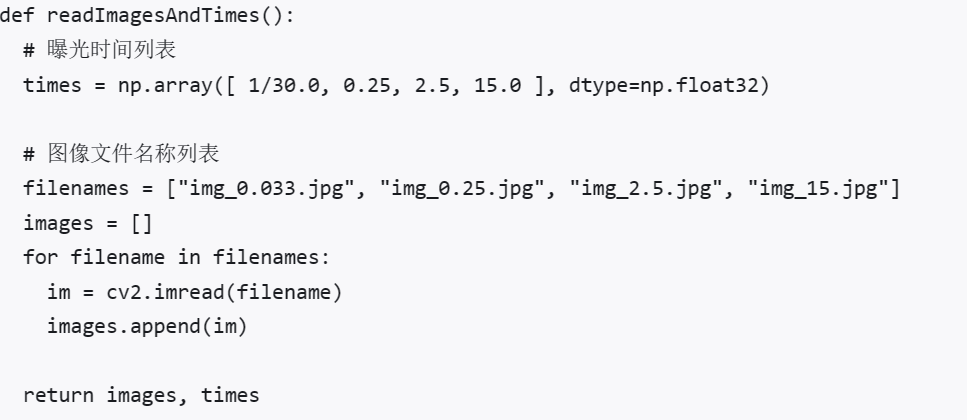 def readImagesAndTimes():
  # 曝光时间列表
  times = np.array([ 1/30.0, 0.25, 2.5, 15.0 ], dtype=np.float32)

  # 图像文件名称列表
  filenames = ["img_0.033.jpg", "img_0.25.jpg", "img_2.5.jpg", "img_15.jpg"]
  images = []
  for filename in filenames:
    im = cv2.imread(filename)
    images.append(im)

  return images, times